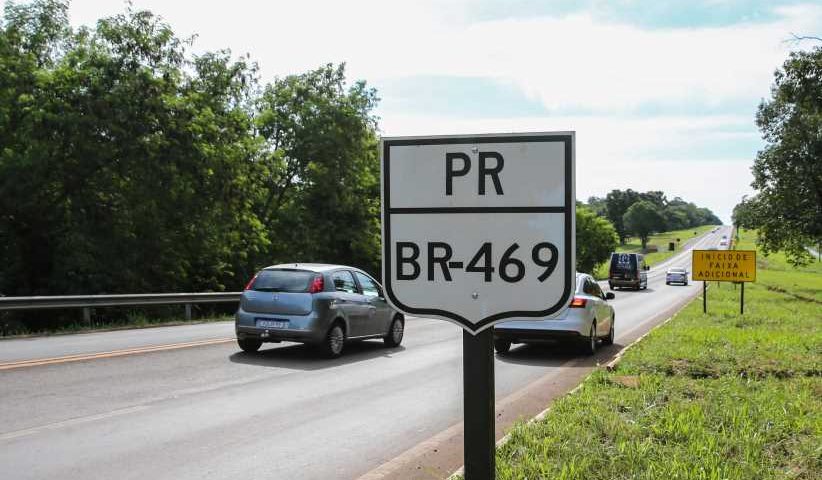 PR
BR-469
INÍCIO DE
FAIXA
ADICIONAL